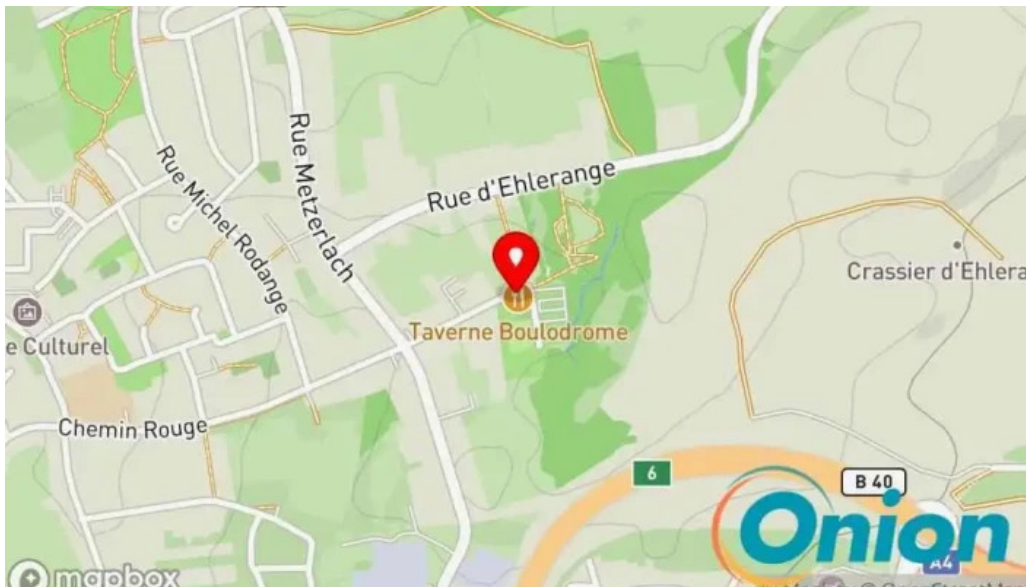 Rue Metzerlach
Rue Michel Rodange
Rue d'Ehlerange
Crassier d'Ehlera
Taverne Boulodrome
e Culturel
Chemin Rouge
6
B 40
Onion
A4
mapbox